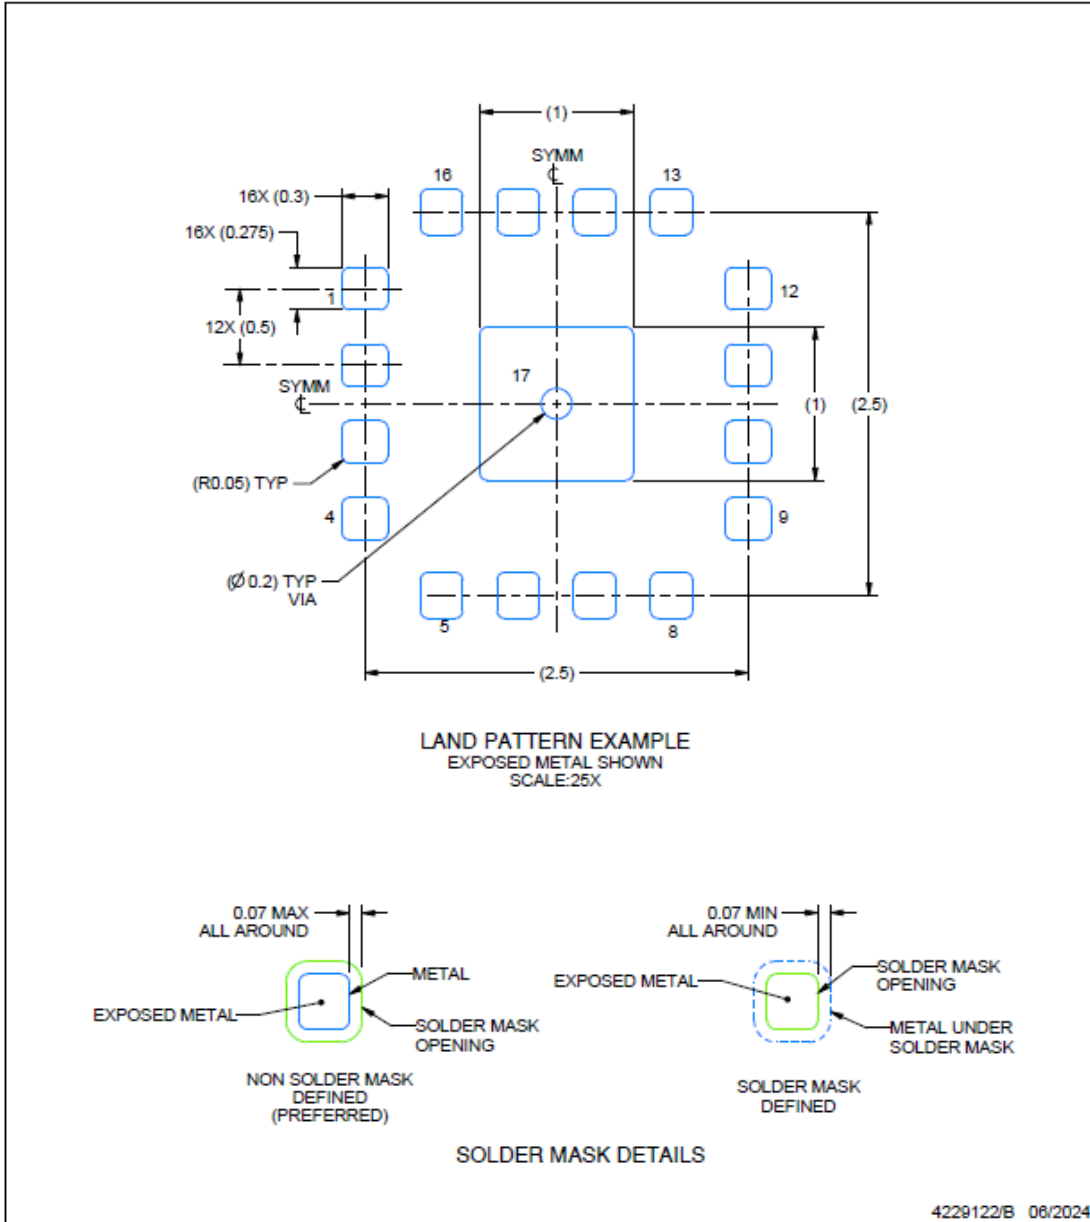 (1)
SYMM
℄
16
13
16X (0.3)
16X (0.275)
1
12
12X (0.5)
17
SYMM
℄
(1)
(2.5)
(R0.05) TYP
4
9
(Ø 0.2) TYP
VIA
5
8
(2.5)
LAND PATTERN EXAMPLE
EXPOSED METAL SHOWN
SCALE:25X
0.07 MAX
ALL AROUND
METAL
EXPOSED METAL
SOLDER MASK
OPENING
NON SOLDER MASK
DEFINED
(PREFERRED)
0.07 MIN
ALL AROUND
SOLDER MASK
OPENING
EXPOSED METAL
METAL UNDER
SOLDER MASK
SOLDER MASK
DEFINED
SOLDER MASK DETAILS
4229122/B 06/2024